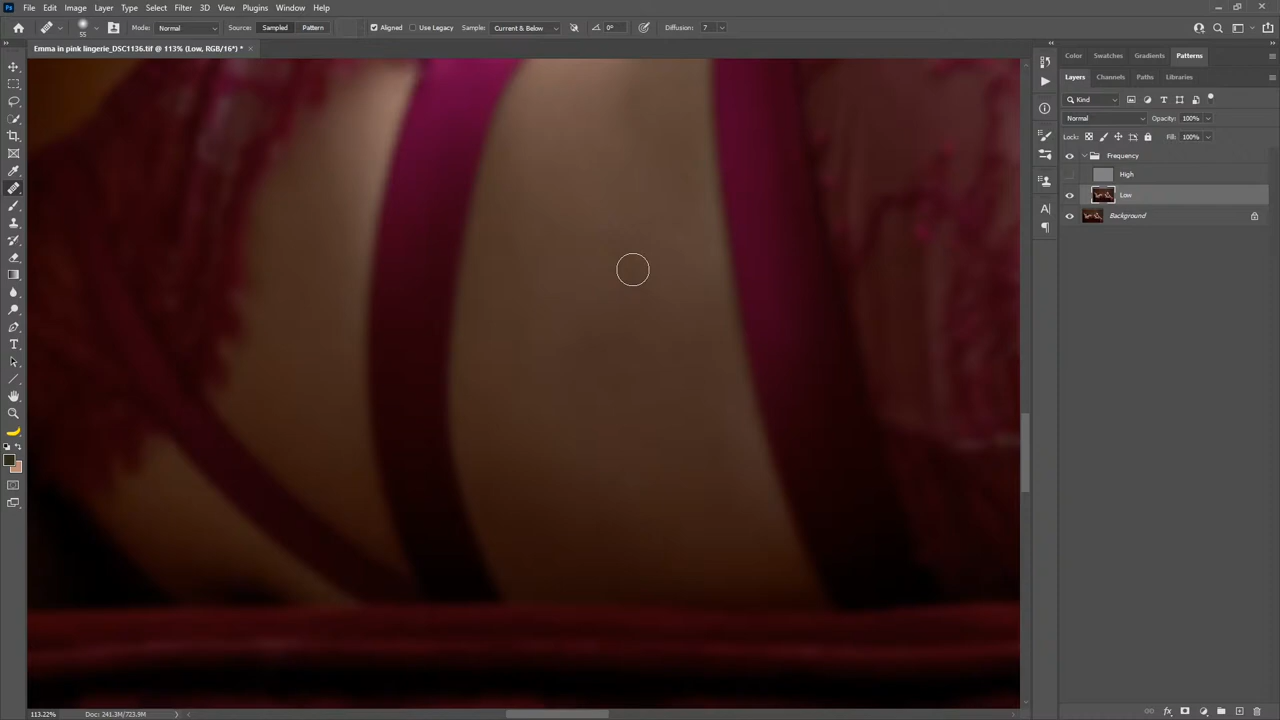 Ps File Edit Image Layer Type Select Filter 3D View Plugins Window Help
55 Mode: Normal Source: Sampled Pattern Aligned Use Legacy Sample: Current & Below 0° Diffusion: 7
Emma in pink lingerie_DSC1136.tif @ 113% (Low, RGB/16*) * ×
Color Swatches Gradients Patterns
Layers Channels Paths Libraries
Kind
Normal Opacity: 100%
Lock: Fill: 100%
Frequency
High
Low
Background
113.22% Doc: 241.3M/723.9M